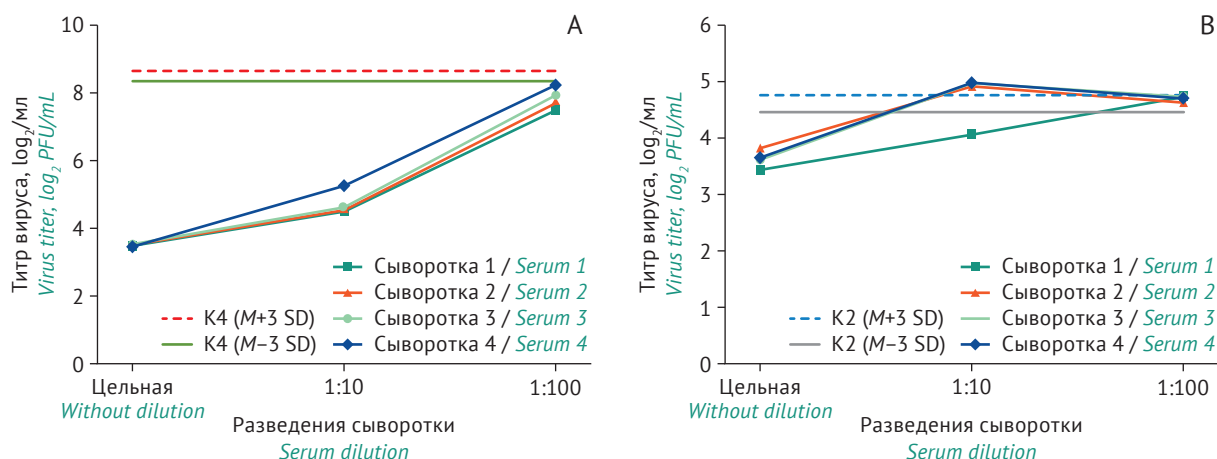 A
Титр вируса, log₂/мл
Virus titer, log₂ PFU/mL
10
8
6
4
2
0
K4 (M+3 SD)
K4 (M−3 SD)
Сыворотка 1 / Serum 1
Сыворотка 2 / Serum 2
Сыворотка 3 / Serum 3
Сыворотка 4 / Serum 4
Цельная
Without dilution
1:10
1:100
Разведения сыворотки
Serum dilution
B
Титр вируса, log₂/мл
Virus titer, log₂ PFU/mL
6
5
4
3
2
1
0
K2 (M+3 SD)
K2 (M−3 SD)
Сыворотка 1 / Serum 1
Сыворотка 2 / Serum 2
Сыворотка 3 / Serum 3
Сыворотка 4 / Serum 4
Цельная
Without dilution
1:10
1:100
Разведения сыворотки
Serum dilution